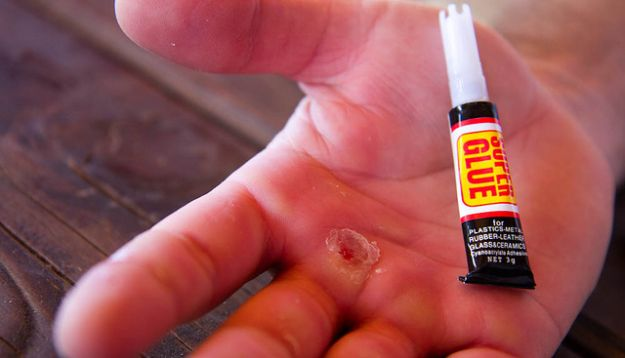 SUPER
GLUE
for
PLASTICS-METAL
RUBBER-LEATHER
GLASS&CERAMICS
Cyanoacrylate Adhesive
NET 3g